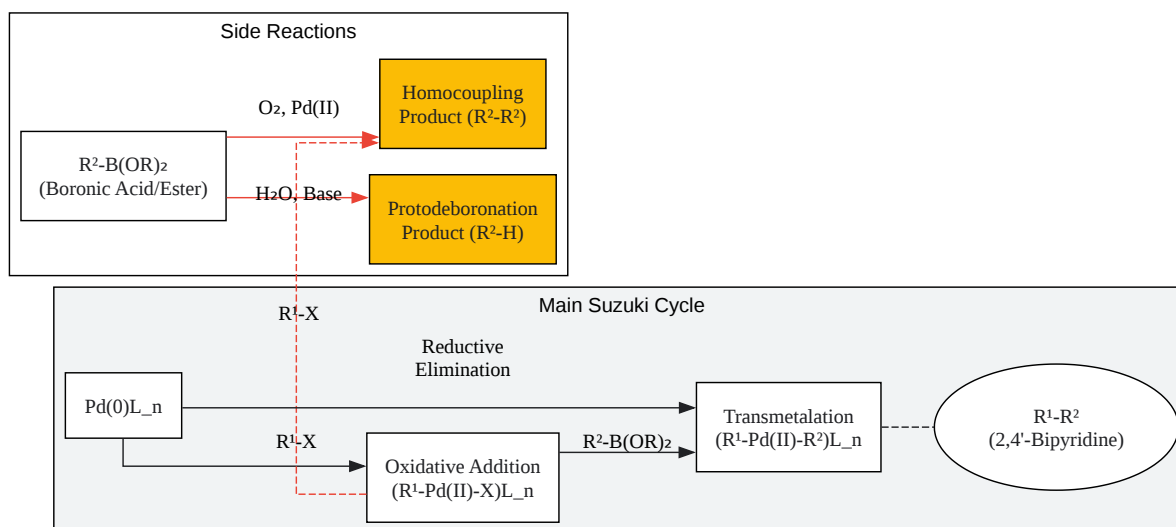 Side Reactions
O₂, Pd(II)
Homocoupling
Product (R²-R²)
R²-B(OR)₂
(Boronic Acid/Ester)
H₂O, Base
Protodeboronation
Product (R²-H)
Main Suzuki Cycle
R¹-X
Reductive
Elimination
Pd(0)L_n
R¹-X
Oxidative Addition
(R¹-Pd(II)-X)L_n
R²-B(OR)₂
Transmetalation
(R¹-Pd(II)-R²)L_n
R¹-R²
(2,4'-Bipyridine)